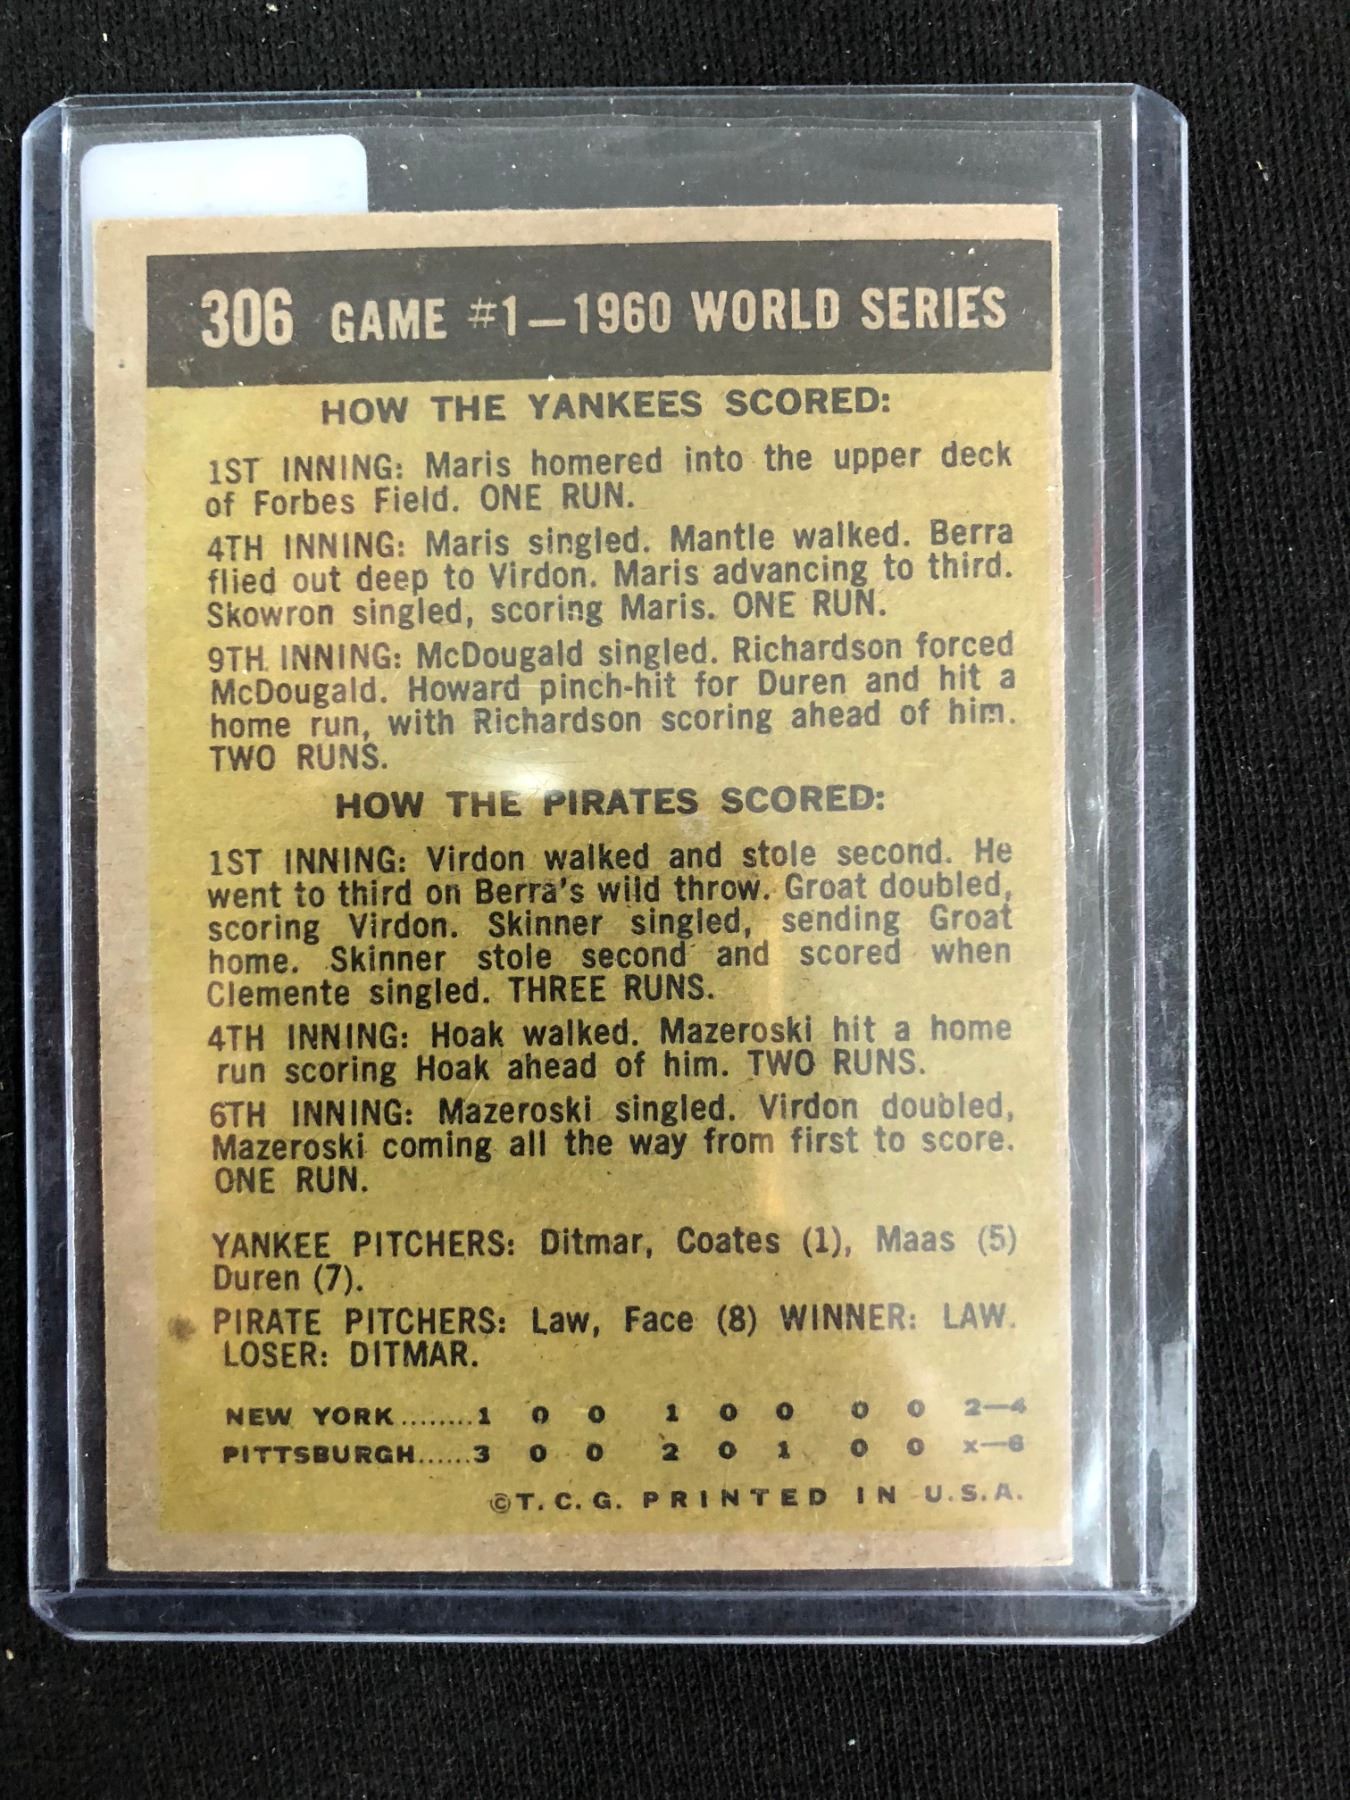 306 GAME #1—1960 WORLD SERIES
HOW THE YANKEES SCORED:
1ST INNING: Maris homered into the upper deck
of Forbes Field. ONE RUN.
4TH INNING: Maris singled. Mantle walked. Berra
flied out deep to Virdon. Maris advancing to third.
Skowron singled, scoring Maris. ONE RUN.
9TH INNING: McDougald singled. Richardson forced
McDougald. Howard pinch-hit for Duren and hit a
home run, with Richardson scoring ahead of him.
TWO RUNS.
HOW THE PIRATES SCORED:
1ST INNING: Virdon walked and stole second. He
went to third on Berra's wild throw. Groat doubled,
scoring Virdon. Skinner singled, sending Groat
home. Skinner stole second and scored when
Clemente singled. THREE RUNS.
4TH INNING: Hoak walked. Mazeroski hit a home
run scoring Hoak ahead of him. TWO RUNS.
6TH INNING: Mazeroski singled. Virdon doubled,
Mazeroski coming all the way from first to score.
ONE RUN.
YANKEE PITCHERS: Ditmar, Coates (1), Maas (5)
Duren (7).
PIRATE PITCHERS: Law, Face (8) WINNER: LAW.
LOSER: DITMAR.
NEW YORK........1 0 0 1 0 0 0 0 2—4
PITTSBURGH......3 0 0 2 0 1 0 0 x—6
©T.C.G. PRINTED IN U.S.A.